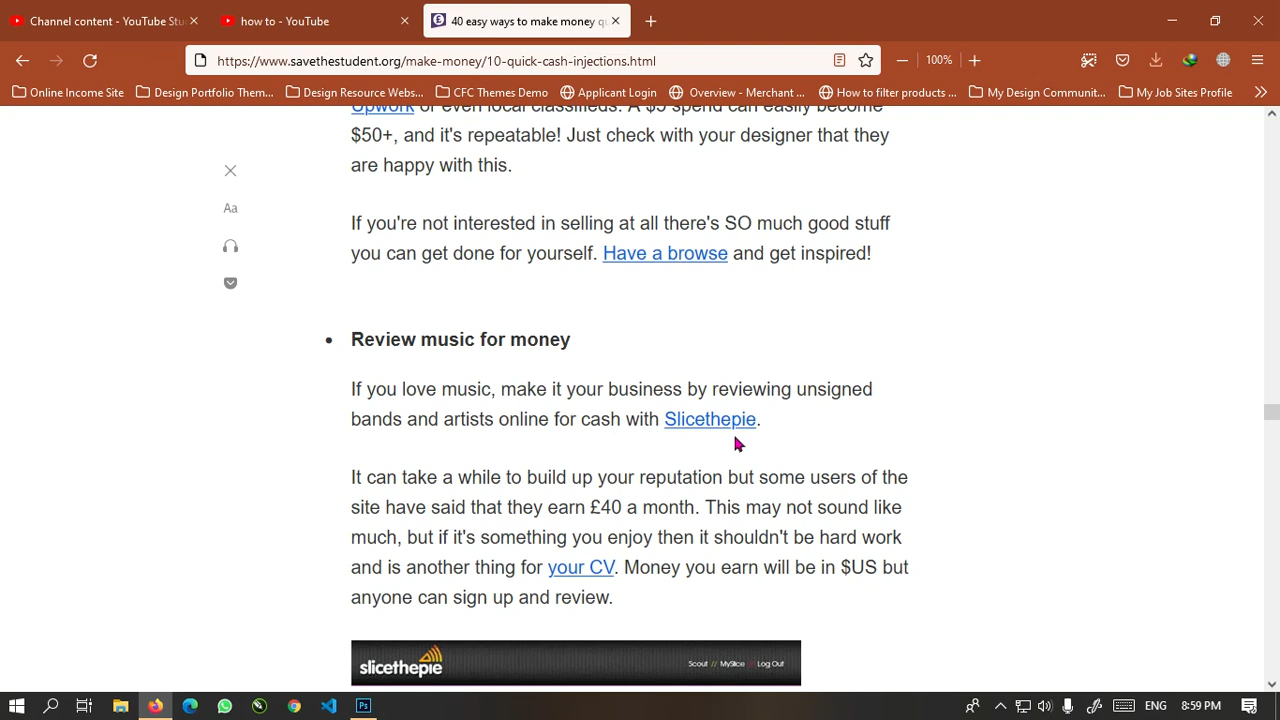 Channel content - YouTube Stu
how to - YouTube
40 easy ways to make money qu
https://www.savethestudent.org/make-money/10-quick-cash-injections.html
100%
Online Income Site
Design Portfolio Them...
Design Resource Webs...
CFC Themes Demo
Applicant Login
Overview - Merchant ...
How to filter products ...
My Design Communit...
My Job Sites Profile
Upwork or even local classifieds. A $5 spend can easily become
$50+, and it's repeatable! Just check with your designer that they
are happy with this.
Aa
If you're not interested in selling at all there's SO much good stuff
you can get done for yourself. Have a browse and get inspired!
Review music for money
If you love music, make it your business by reviewing unsigned
bands and artists online for cash with Slicethepie.
It can take a while to build up your reputation but some users of the
site have said that they earn £40 a month. This may not sound like
much, but if it's something you enjoy then it shouldn't be hard work
and is another thing for your CV. Money you earn will be in $US but
anyone can sign up and review.
slicethepie
Scout // MySlice // Log Out
Ps
ENG
8:59 PM